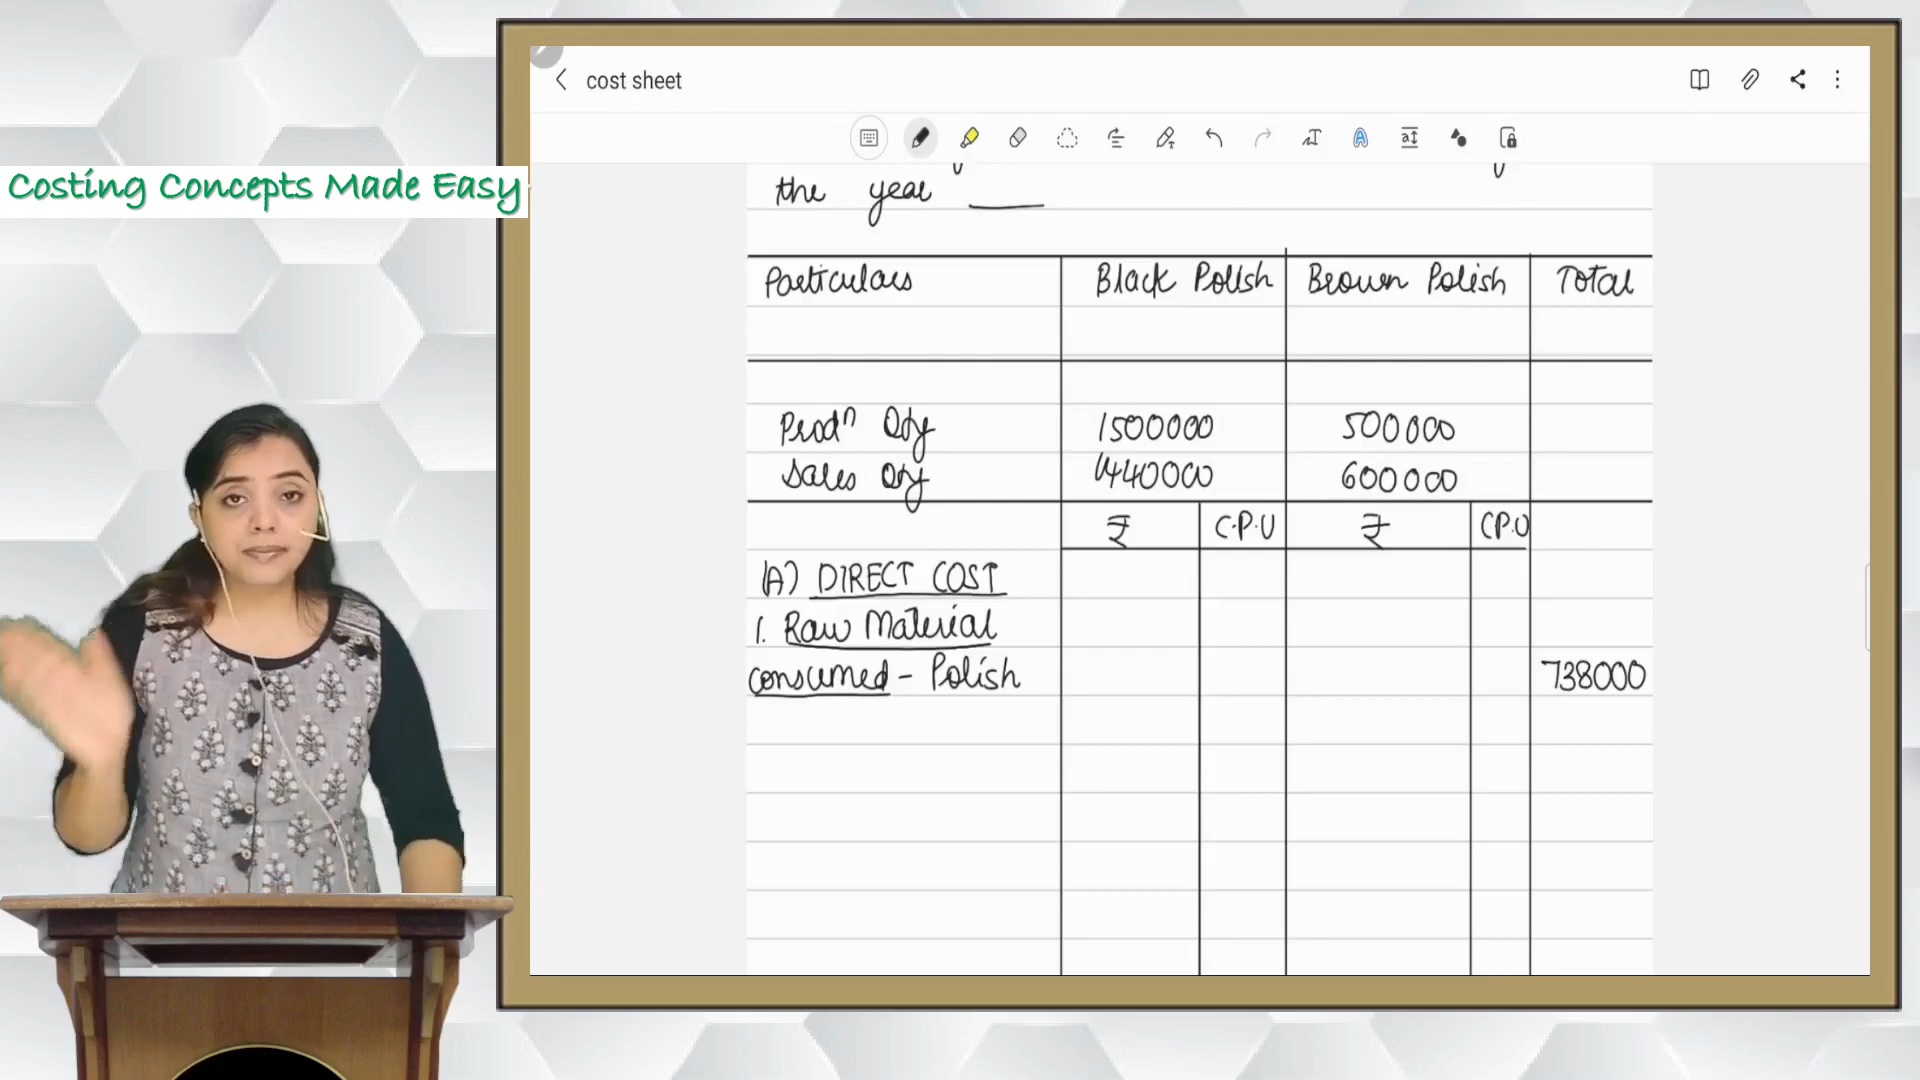 cost sheet
Costing Concepts Made Easy
the year
Particulars Black Polish Brown Polish Total
Prodn Qty 1500000 500000
Sales Qty 1440000 600000
₹ C.P.U ₹ CP.U
(A) DIRECT COST
1. Raw Material
consumed - Polish 738000